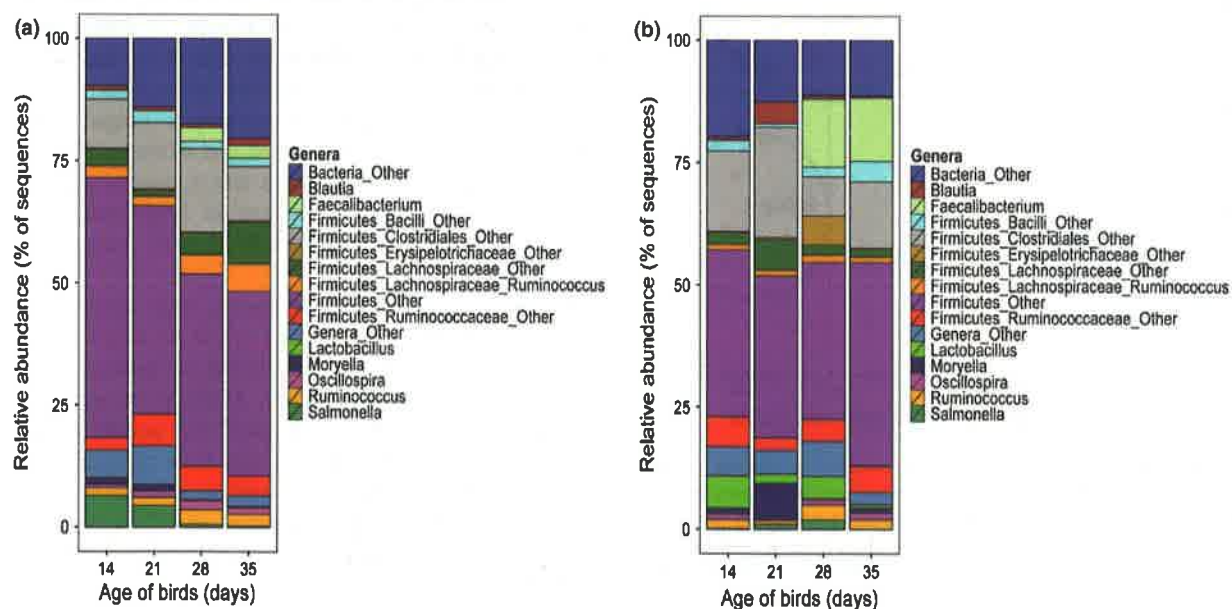 (a)
100
75
50
25
0
Relative abundance (% of sequences)
14 21 28 35
Age of birds (days)
Genera
Bacteria_Other
Blautia
Faecalibacterium
Firmicutes_Bacilli_Other
Firmicutes_Clostridiales_Other
Firmicutes_Erysipelotrichaceae_Other
Firmicutes_Lachnospiraceae_Other
Firmicutes_Lachnospiraceae_Ruminococcus
Firmicutes_Other
Firmicutes_Ruminococcaceae_Other
Genera_Other
Lactobacillus
Moryella
Oscillospira
Ruminococcus
Salmonella
(b)
100
75
50
25
0
Relative abundance (% of sequences)
14 21 28 35
Age of birds (days)
Genera
Bacteria_Other
Blautia
Faecalibacterium
Firmicutes_Bacilli_Other
Firmicutes_Clostridiales_Other
Firmicutes_Erysipelotrichaceae_Other
Firmicutes_Lachnospiraceae_Other
Firmicutes_Lachnospiraceae_Ruminococcus
Firmicutes_Other
Firmicutes_Ruminococcaceae_Other
Genera_Other
Lactobacillus
Moryella
Oscillospira
Ruminococcus
Salmonella